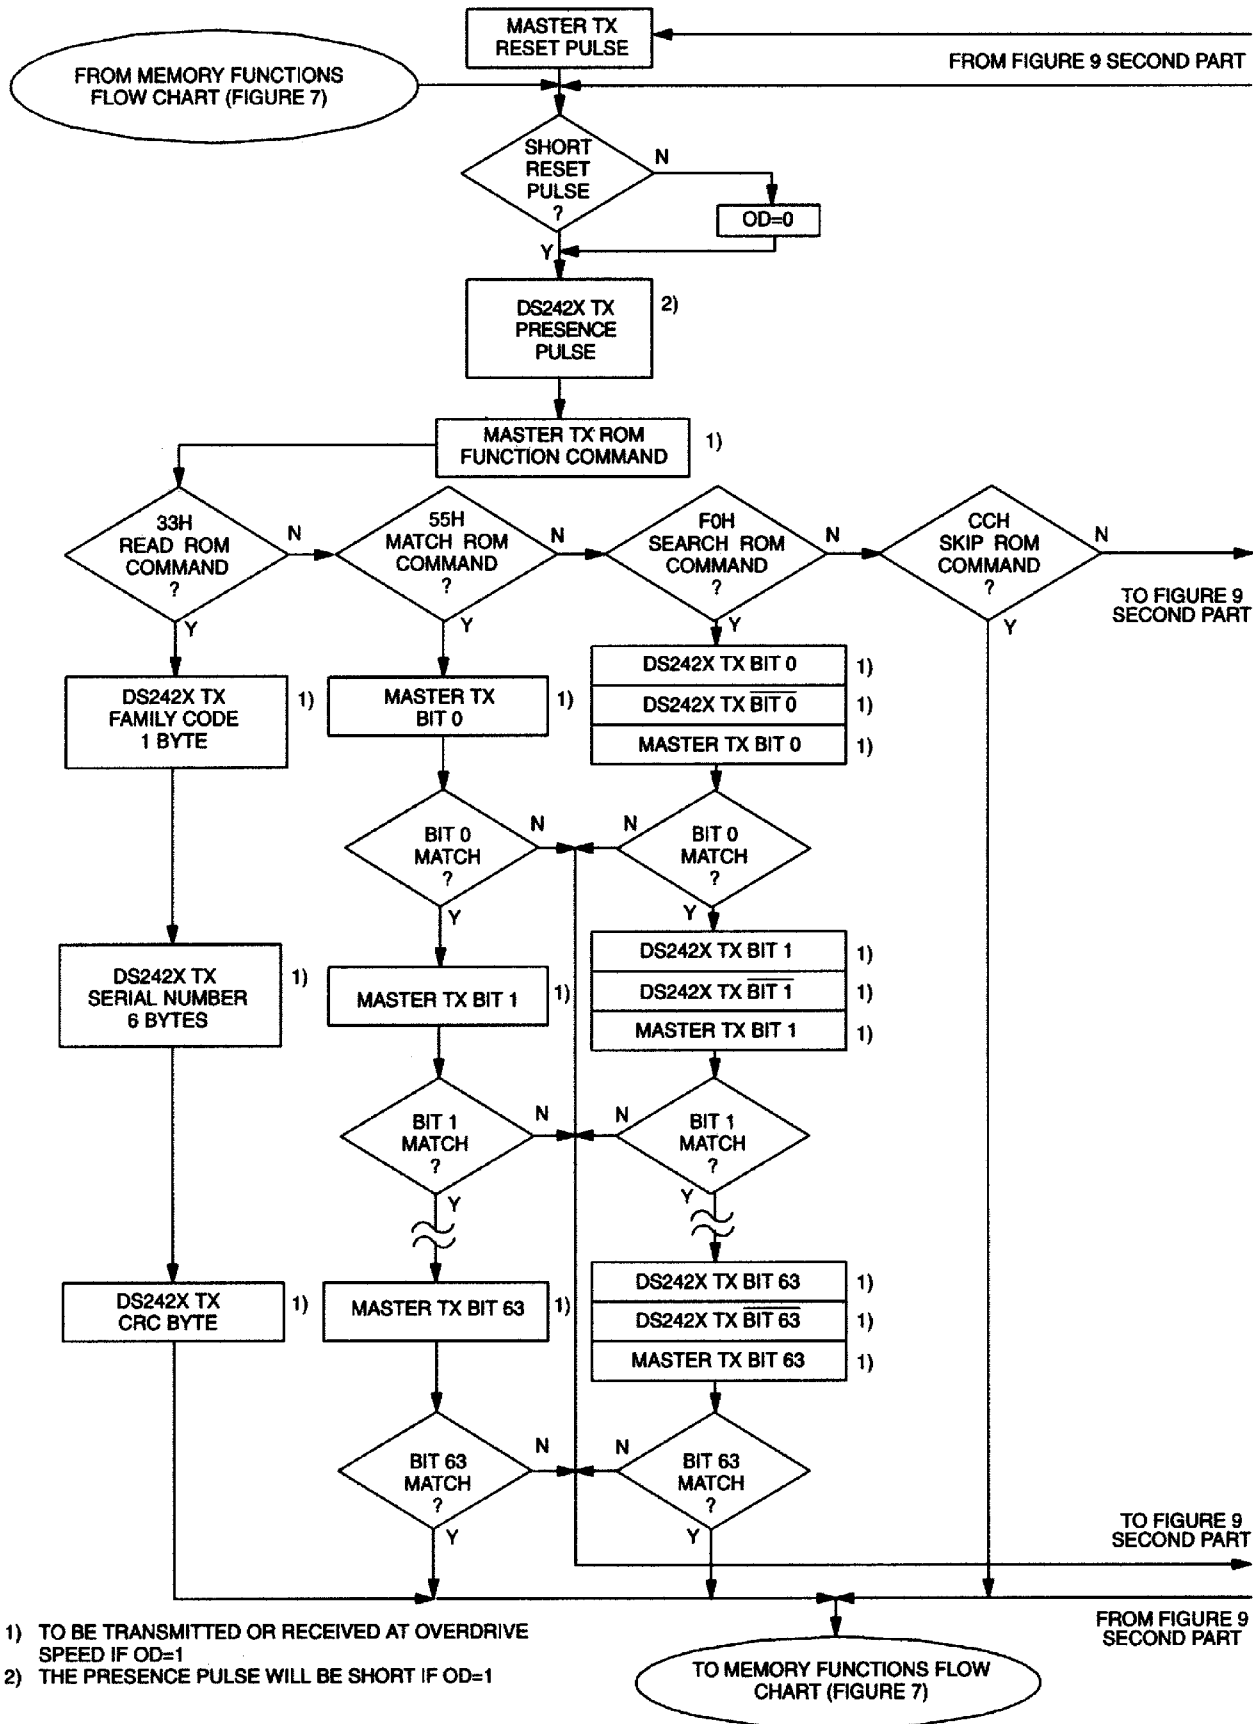 MASTER TX
RESET PULSE
FROM MEMORY FUNCTIONS
FLOW CHART (FIGURE 7)
FROM FIGURE 9 SECOND PART
SHORT
RESET
PULSE
?
N
OD=0
Y
DS242X TX
PRESENCE
PULSE
2)
MASTER TX ROM
FUNCTION COMMAND
1)
33H
READ ROM
COMMAND
?
N
Y
55H
MATCH ROM
COMMAND
?
N
Y
F0H
SEARCH ROM
COMMAND
?
N
Y
CCH
SKIP ROM
COMMAND
?
N
Y
TO FIGURE 9
SECOND PART
DS242X TX
FAMILY CODE
1 BYTE
1)
MASTER TX
BIT 0
1)
DS242X TX BIT 0
1)
DS242X TX B̅I̅T̅ ̅0̅
1)
MASTER TX BIT 0
1)
BIT 0
MATCH
?
N
Y
N
BIT 0
MATCH
?
Y
DS242X TX
SERIAL NUMBER
6 BYTES
1)
MASTER TX BIT 1
1)
DS242X TX BIT 1
1)
DS242X TX B̅I̅T̅ ̅1̅
1)
MASTER TX BIT 1
1)
BIT 1
MATCH
?
N
Y
N
BIT 1
MATCH
?
Y
DS242X TX
CRC BYTE
1)
MASTER TX BIT 63
1)
DS242X TX BIT 63
1)
DS242X TX B̅I̅T̅ ̅6̅3̅
1)
MASTER TX BIT 63
1)
BIT 63
MATCH
?
N
Y
N
BIT 63
MATCH
?
Y
TO FIGURE 9
SECOND PART
FROM FIGURE 9
SECOND PART
1) TO BE TRANSMITTED OR RECEIVED AT OVERDRIVE
SPEED IF OD=1
2) THE PRESENCE PULSE WILL BE SHORT IF OD=1
TO MEMORY FUNCTIONS FLOW
CHART (FIGURE 7)